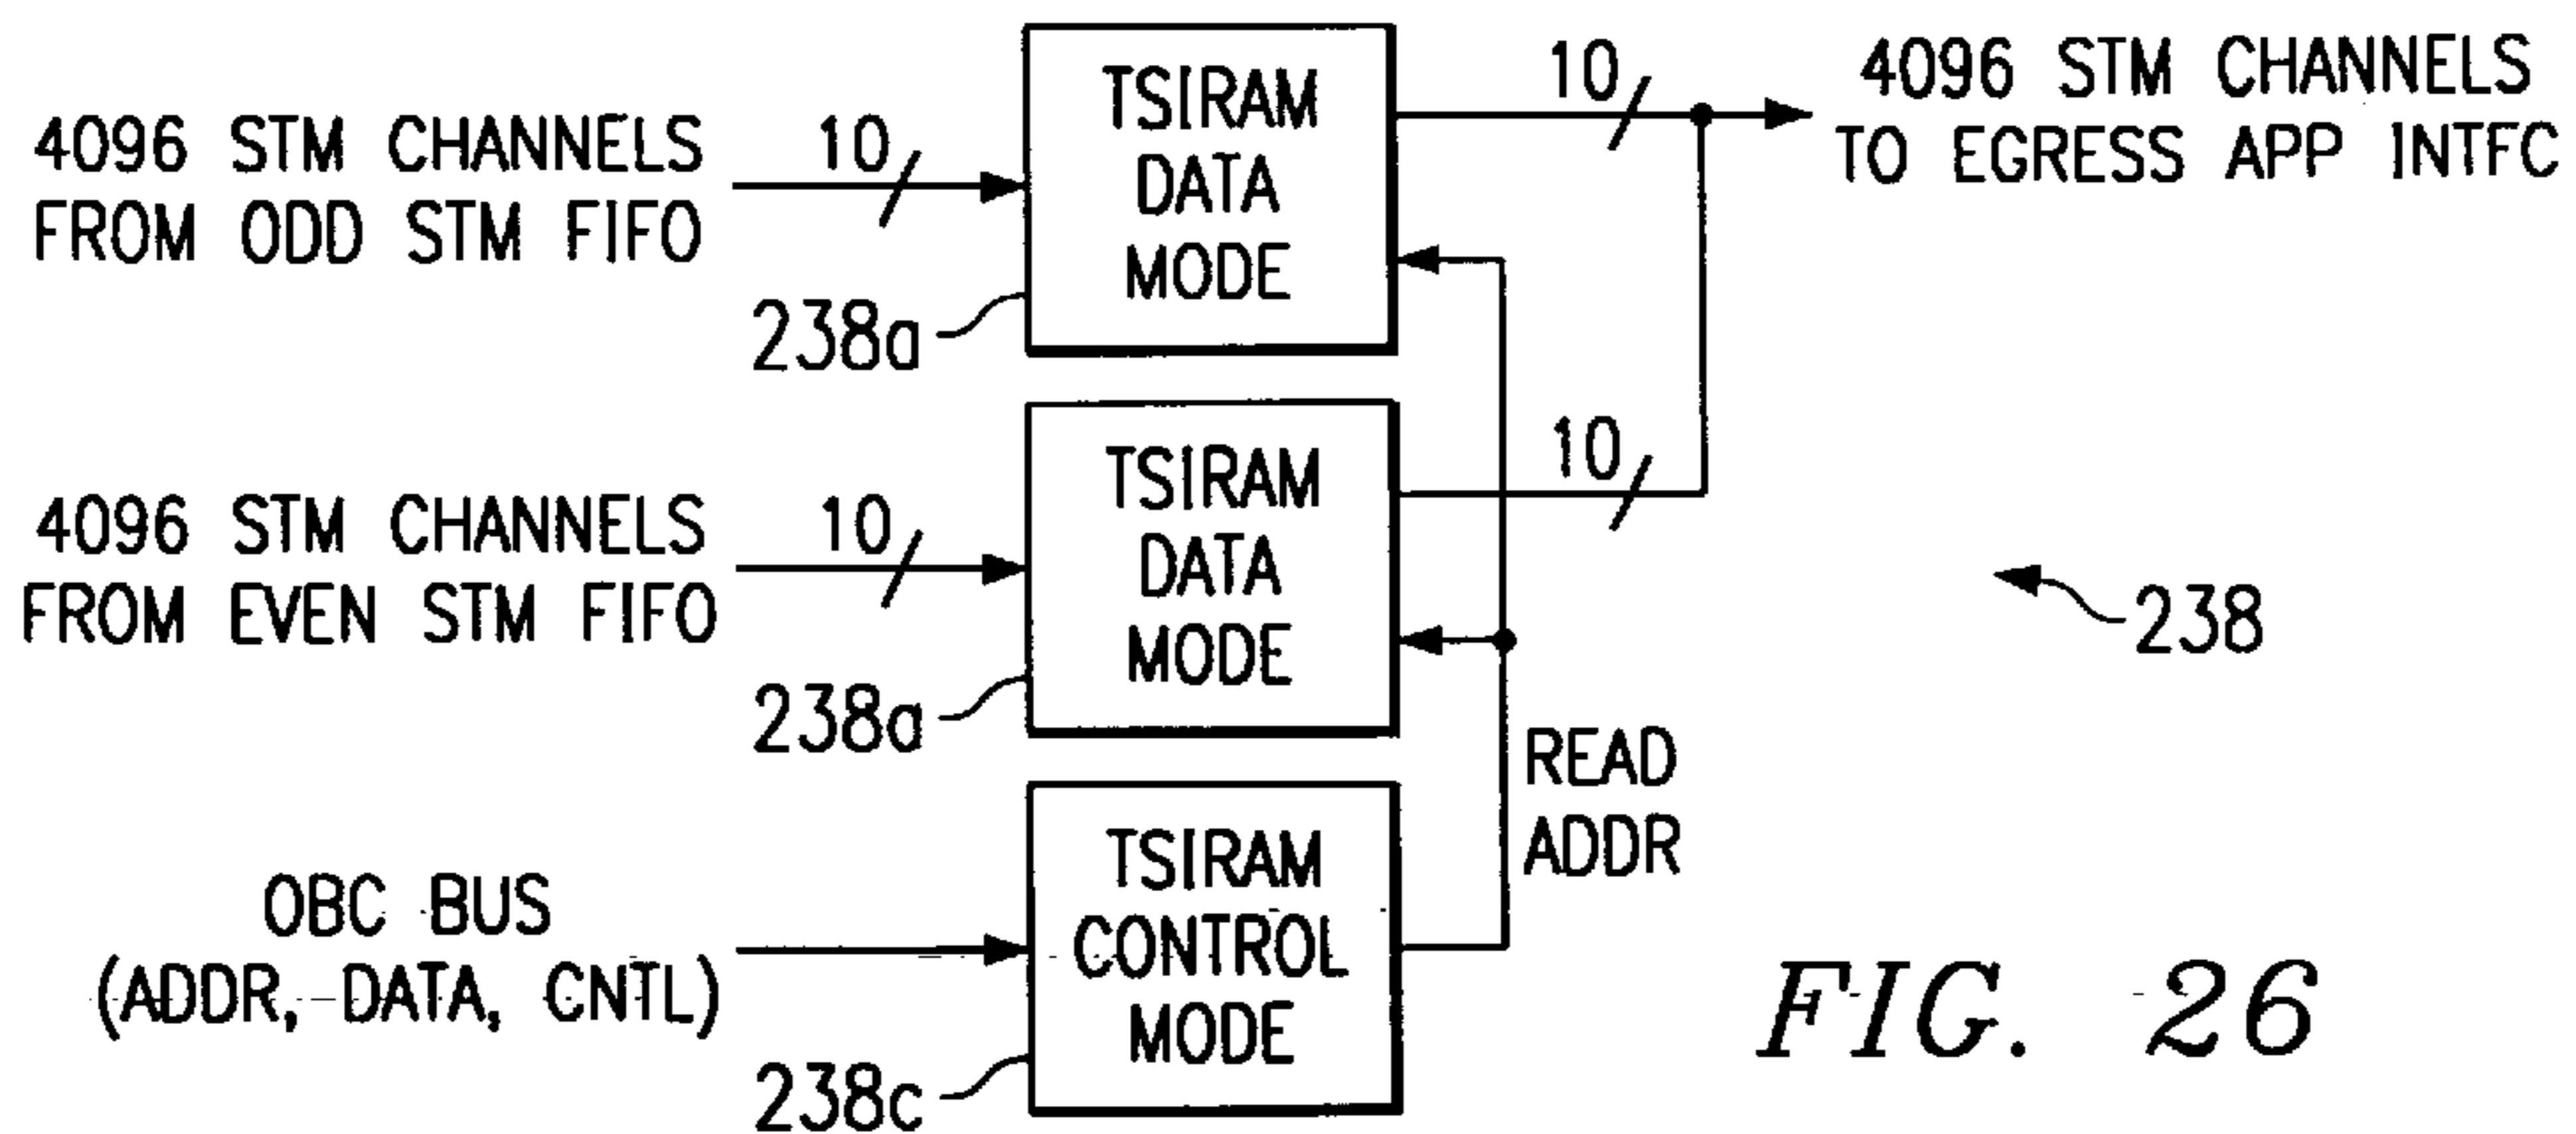 4096 STM CHANNELS
FROM ODD STM FIFO
10
TSIRAM
DATA
MODE
238a
10
4096 STM CHANNELS
TO EGRESS APP INTFC
4096 STM CHANNELS
FROM EVEN STM FIFO
10
TSIRAM
DATA
MODE
238a
10
238
READ
ADDR
OBC BUS
(ADDR, DATA, CNTL)
TSIRAM
CONTROL
MODE
238c
FIG. 26